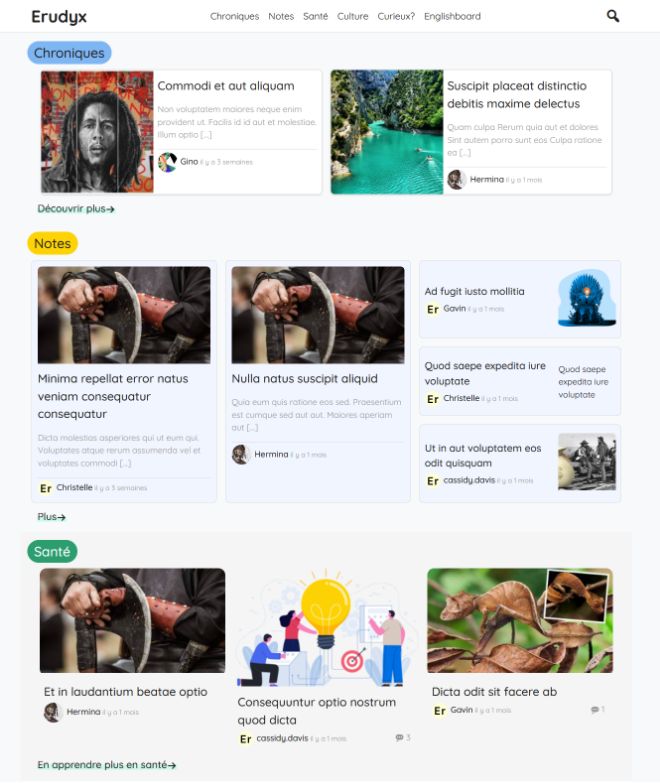 Erudyx
Chroniques Notes Santé Culture Curieux? Englishboard
Chroniques
Commodi et aut aliquam
Non voluptatem maiores neque enim
provident ut. Facilis id id aut et molestiae.
Illum optio [...]
Gino il y a 3 semaines
Suscipit placeat distinctio
debitis maxime delectus
Quam culpa Rerum quia aut et dolores
Sint autem porro sunt eos Culpa ratione
ea [...]
Hermina il y a 1 mois
Découvrir plus→
Notes
Minima repellat error natus
veniam consequatur
consequatur
Dicta molestias asperiores qui ut eum qui.
Voluptates atque rerum assumenda vel et
voluptates commodi [...]
Er Christelle il y a 3 semaines
Nulla natus suscipit aliquid
Quia eum quis ratione eos sed. Praesentium
est cumque sed aut aut. Maiores aperiam
aut [...]
Hermina il y a 1 mois
Ad fugit iusto mollitia
Er Gavin il y a 1 mois
Quod saepe expedita iure
voluptate
Er Christelle il y a 1 mois
Quod saepe
expedita iure
voluptate
Ut in aut voluptatem eos
odit quisquam
Er cassidy.davis il y a 1 mois
Plus→
Santé
Et in laudantium beatae optio
Hermina il y a 1 mois
Consequuntur optio nostrum
quod dicta
Er cassidy.davis il y a 1 mois 3
Dicta odit sit facere ab
Er Gavin il y a 1 mois 1
En apprendre plus en santé→